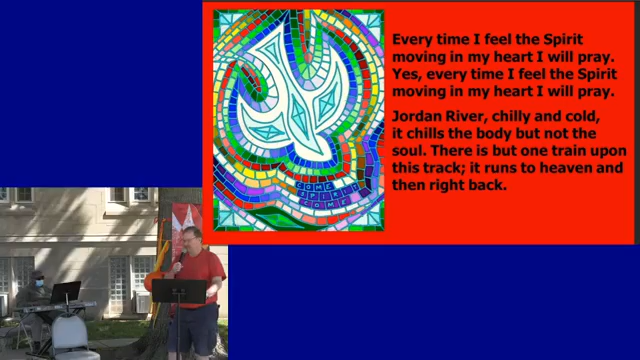 COME
SPIRIT
COME
Every time I feel the Spirit
moving in my heart I will pray.
Yes, every time I feel the Spirit
moving in my heart I will pray.
Jordan River, chilly and cold,
it chills the body but not the
soul. There is but one train upon
this track; it runs to heaven and
then right back.